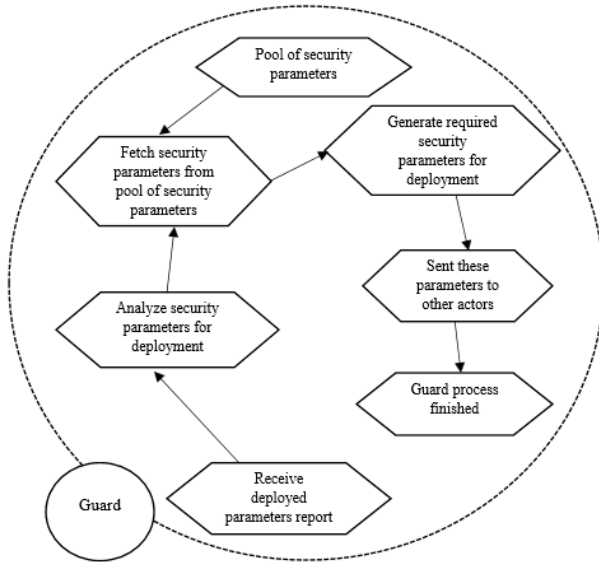 Pool of security
parameters
Fetch security
parameters from
pool of security
parameters
Generate required
security
parameters for
deployment
Analyze security
parameters for
deployment
Sent these
parameters to
other actors
Guard process
finished
Receive
deployed
parameters report
Guard